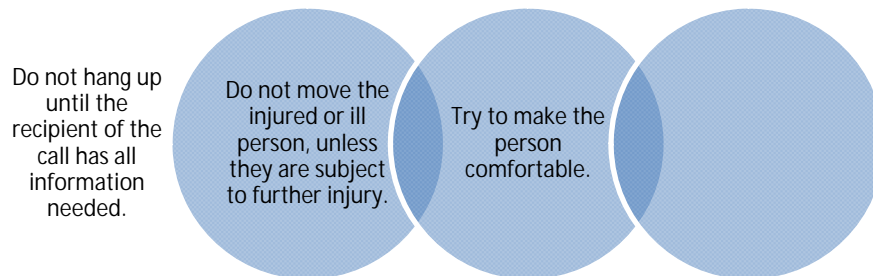 Do not hang up
until the
recipient of the
call has all
information
needed.
Do not move the
injured or ill
person, unless
they are subject
to further injury.
Try to make the
person
comfortable.